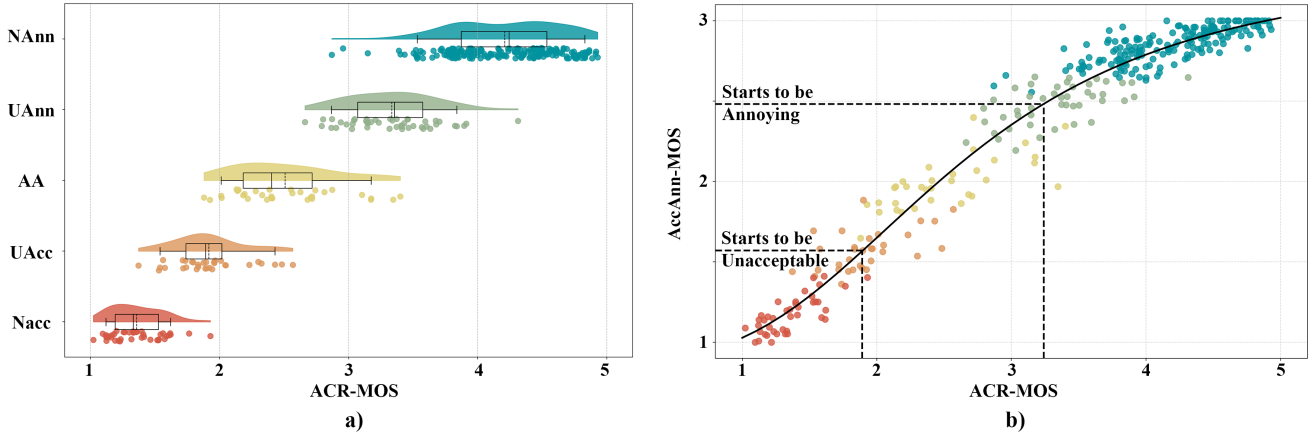 NAnn
UAnn
AA
UAcc
Nacc
1 2 3 4 5
ACR-MOS
a)
3
2
1
AccAnn-MOS
Starts to be
Annoying
Starts to be
Unacceptable
1 2 3 4 5
ACR-MOS
b)